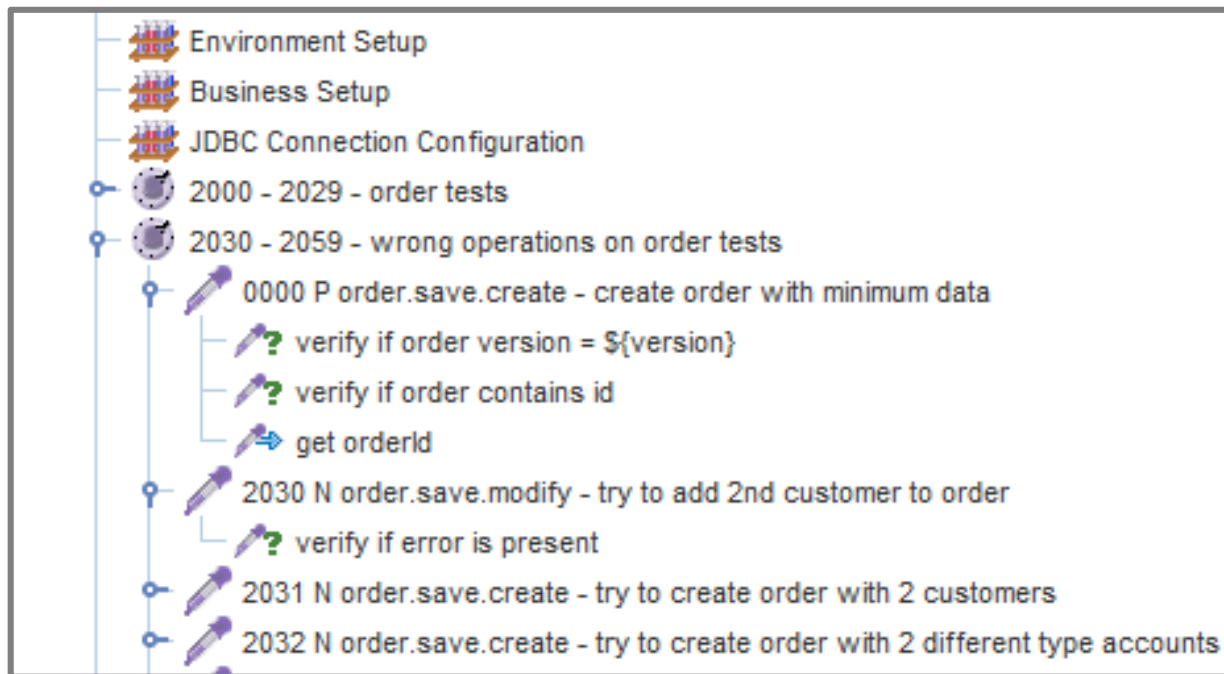 Environment Setup
Business Setup
JDBC Connection Configuration
2000 - 2029 - order tests
2030 - 2059 - wrong operations on order tests
0000 P order.save.create - create order with minimum data
verify if order version = ${version}
verify if order contains id
get orderId
2030 N order.save.modify - try to add 2nd customer to order
verify if error is present
2031 N order.save.create - try to create order with 2 customers
2032 N order.save.create - try to create order with 2 different type accounts